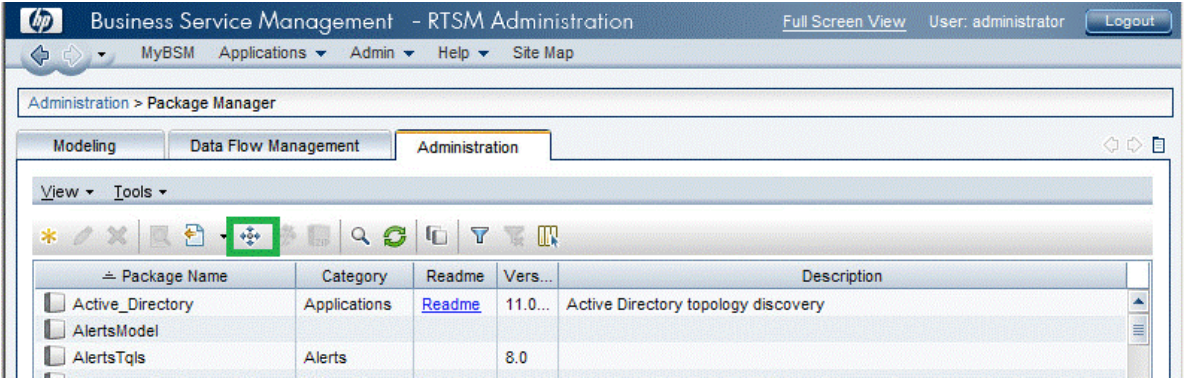 hp Business Service Management - RTSM Administration Full Screen View User: administrator Logout
MyBSM Applications Admin Help Site Map
Administration > Package Manager
Modeling Data Flow Management Administration
View Tools
Package Name Category Readme Vers... Description
Active_Directory Applications Readme 11.0... Active Directory topology discovery
AlertsModel
AlertsTqls Alerts 8.0